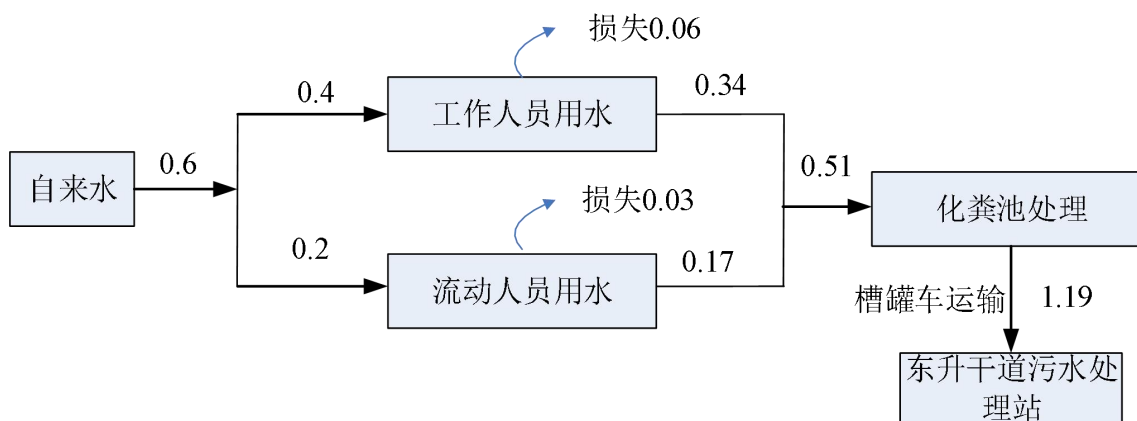 损失0.06
0.4
工作人员用水
0.34
自来水
0.6
0.51
化粪池处理
损失0.03
0.2
流动人员用水
0.17
槽罐车运输
1.19
东升干道污水处
理站